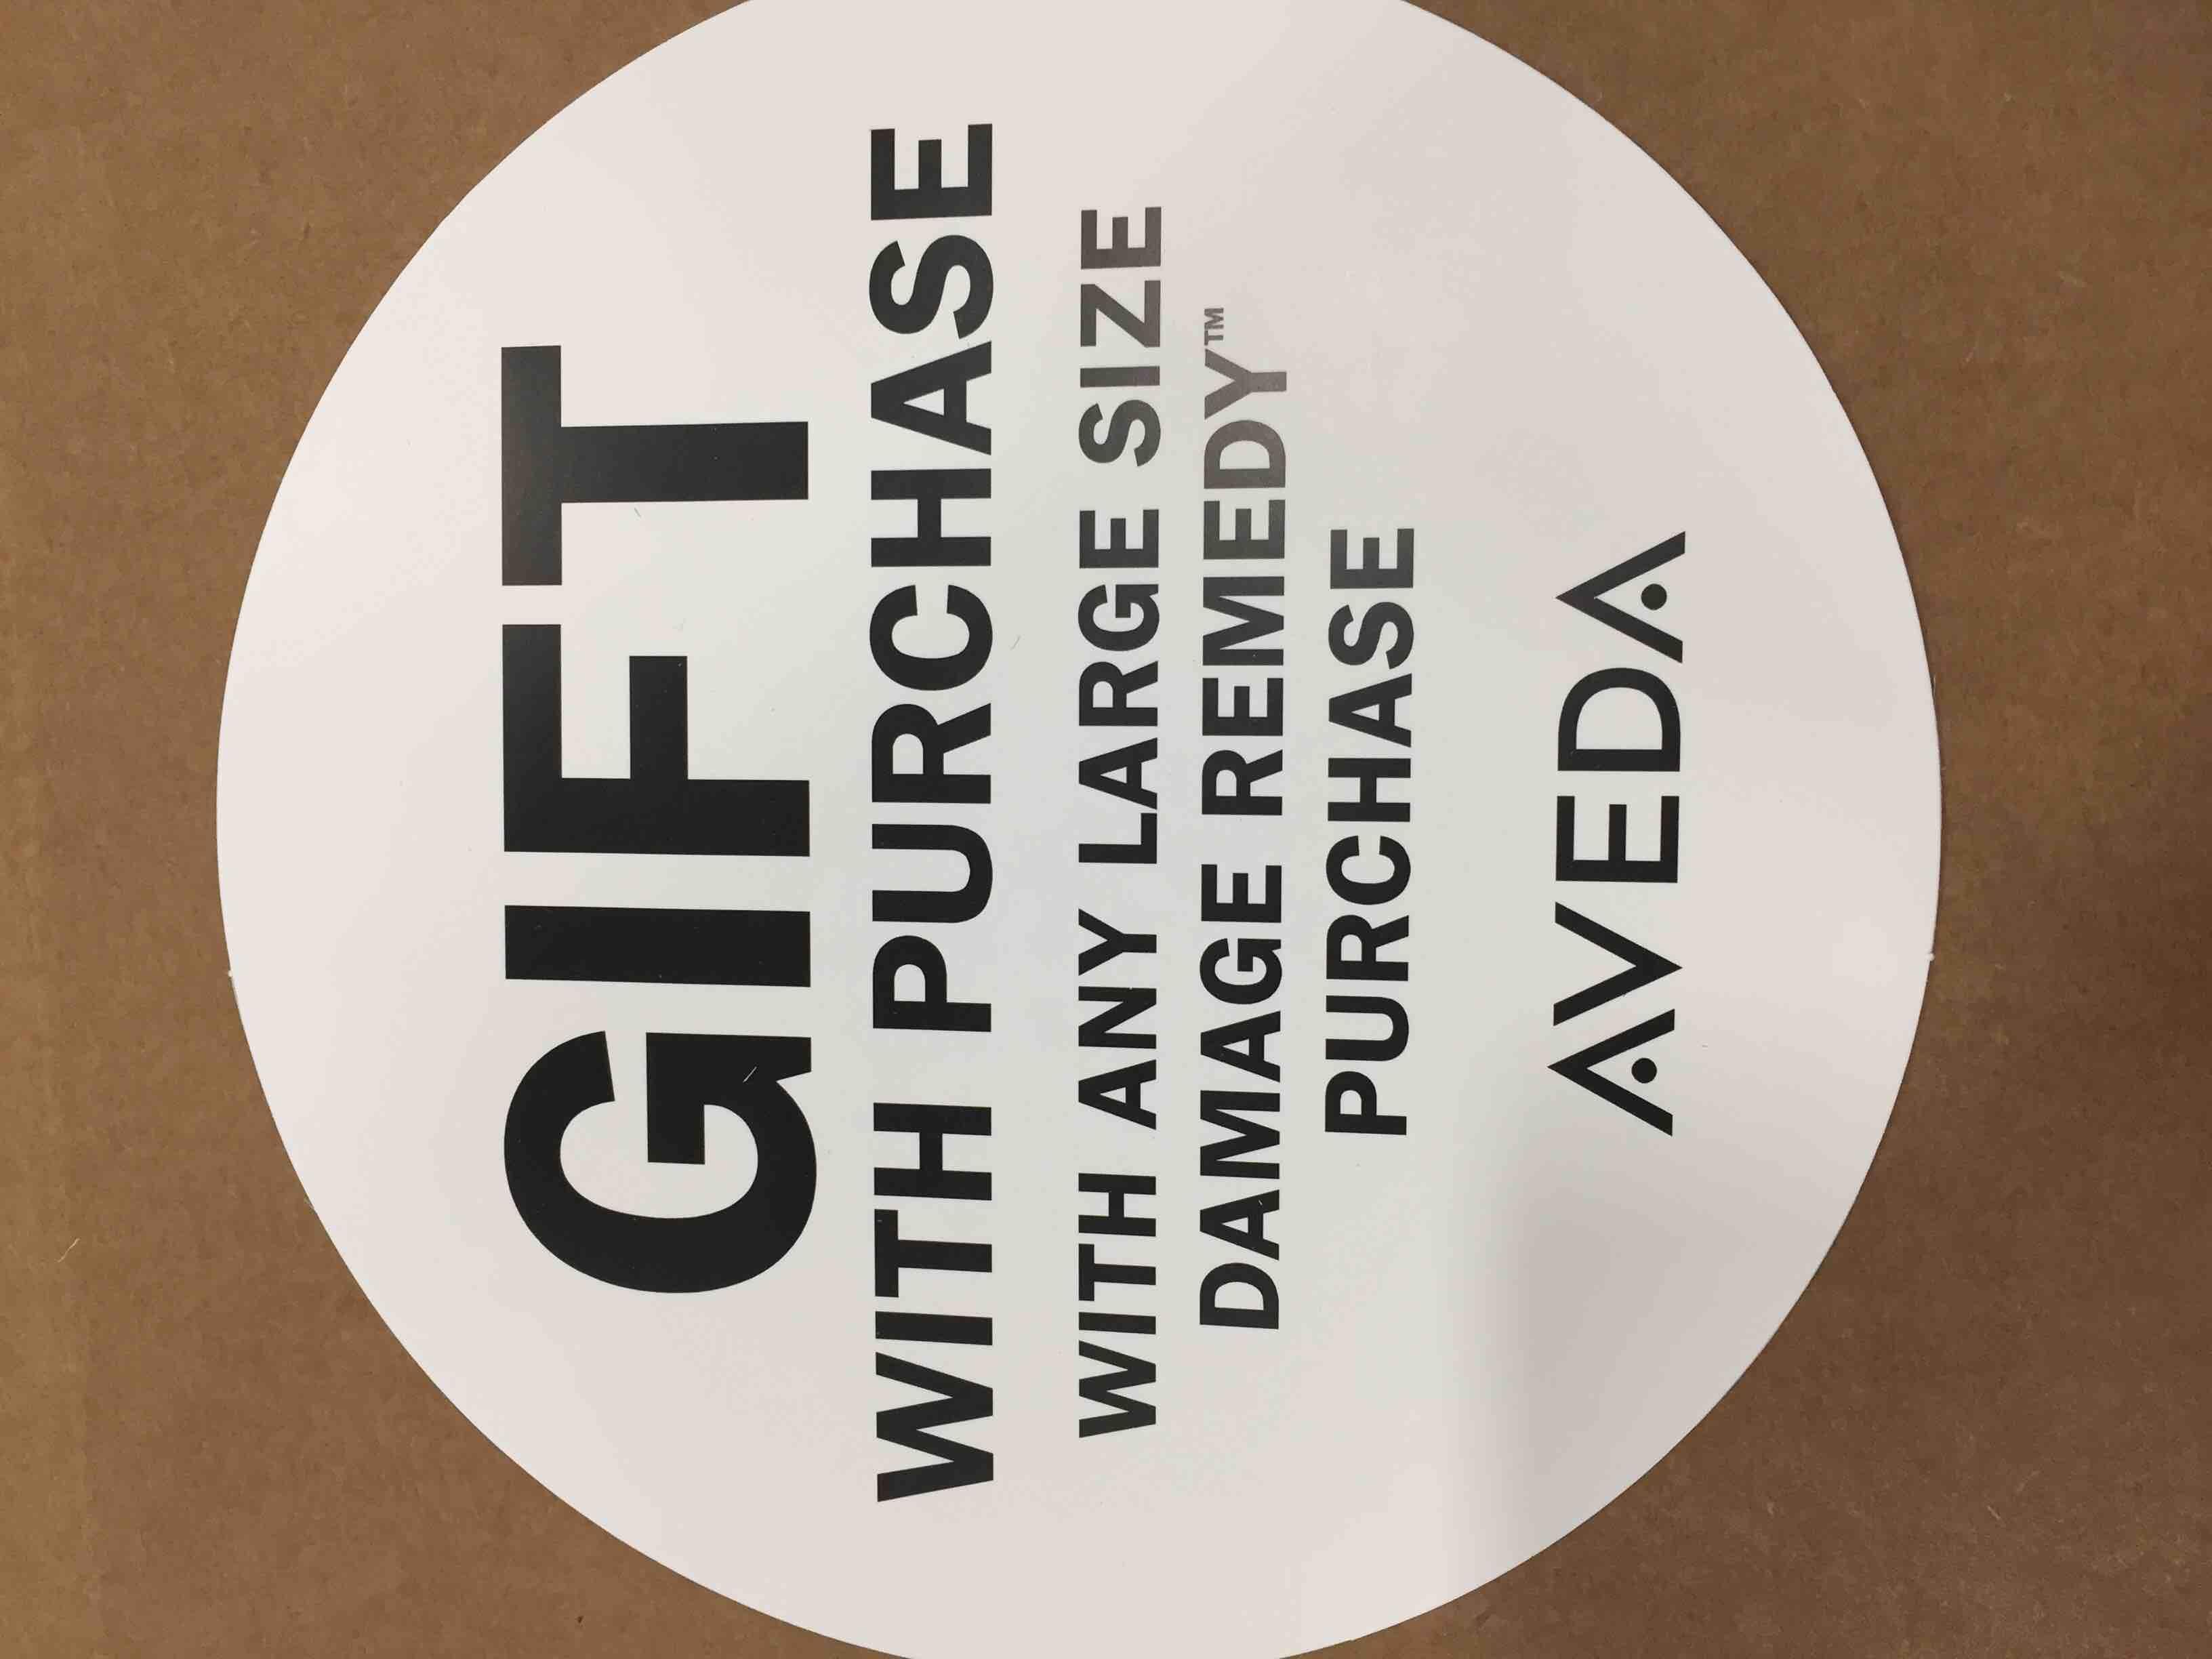 GIFT
WITH PURCHASE
WITH ANY LARGE SIZE
DAMAGE REMEDY™
PURCHASE
AVEDA